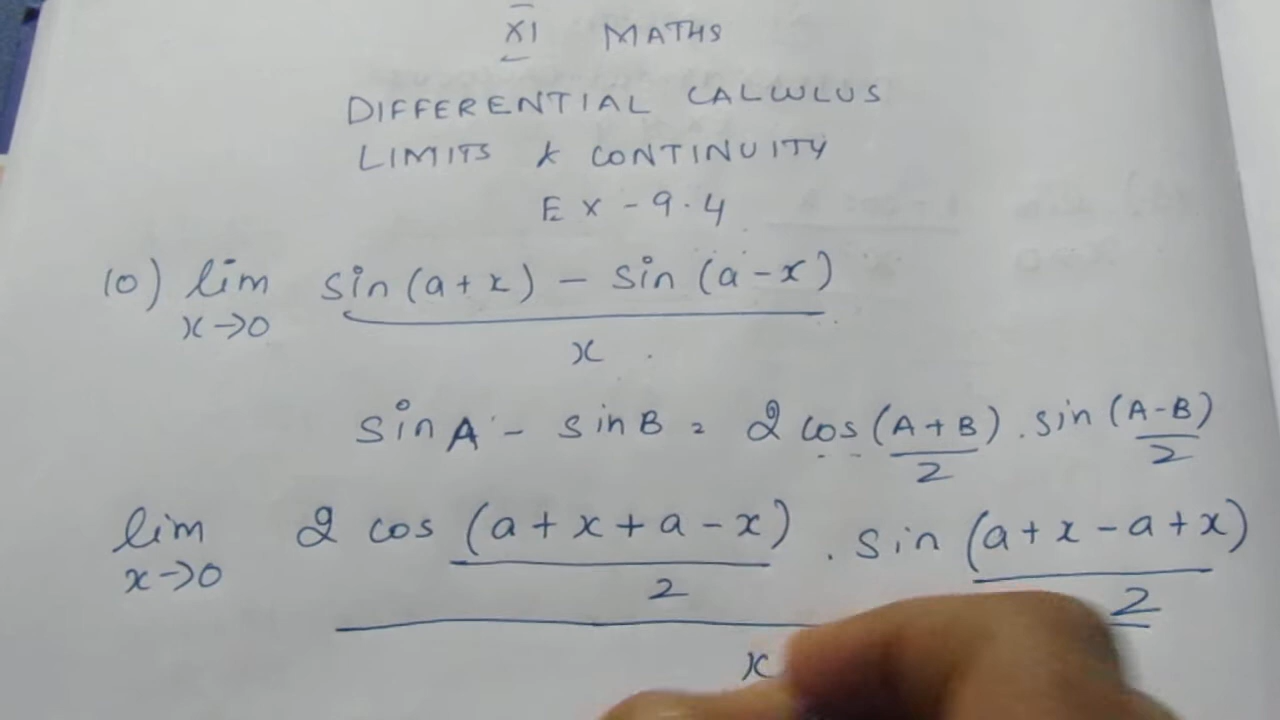 XI MATHS
DIFFERENTIAL CALWLUS
LIMITS & CONTINUITY
EX - 9.4
10) lim sin (a+x) - sin (a-x)
x→0 x
sin A - sin B = 2 cos (A+B) . sin (A-B)
2 2
lim 2 cos (a+x+a-x) . sin (a+x-a+x)
x→0 2 2
x